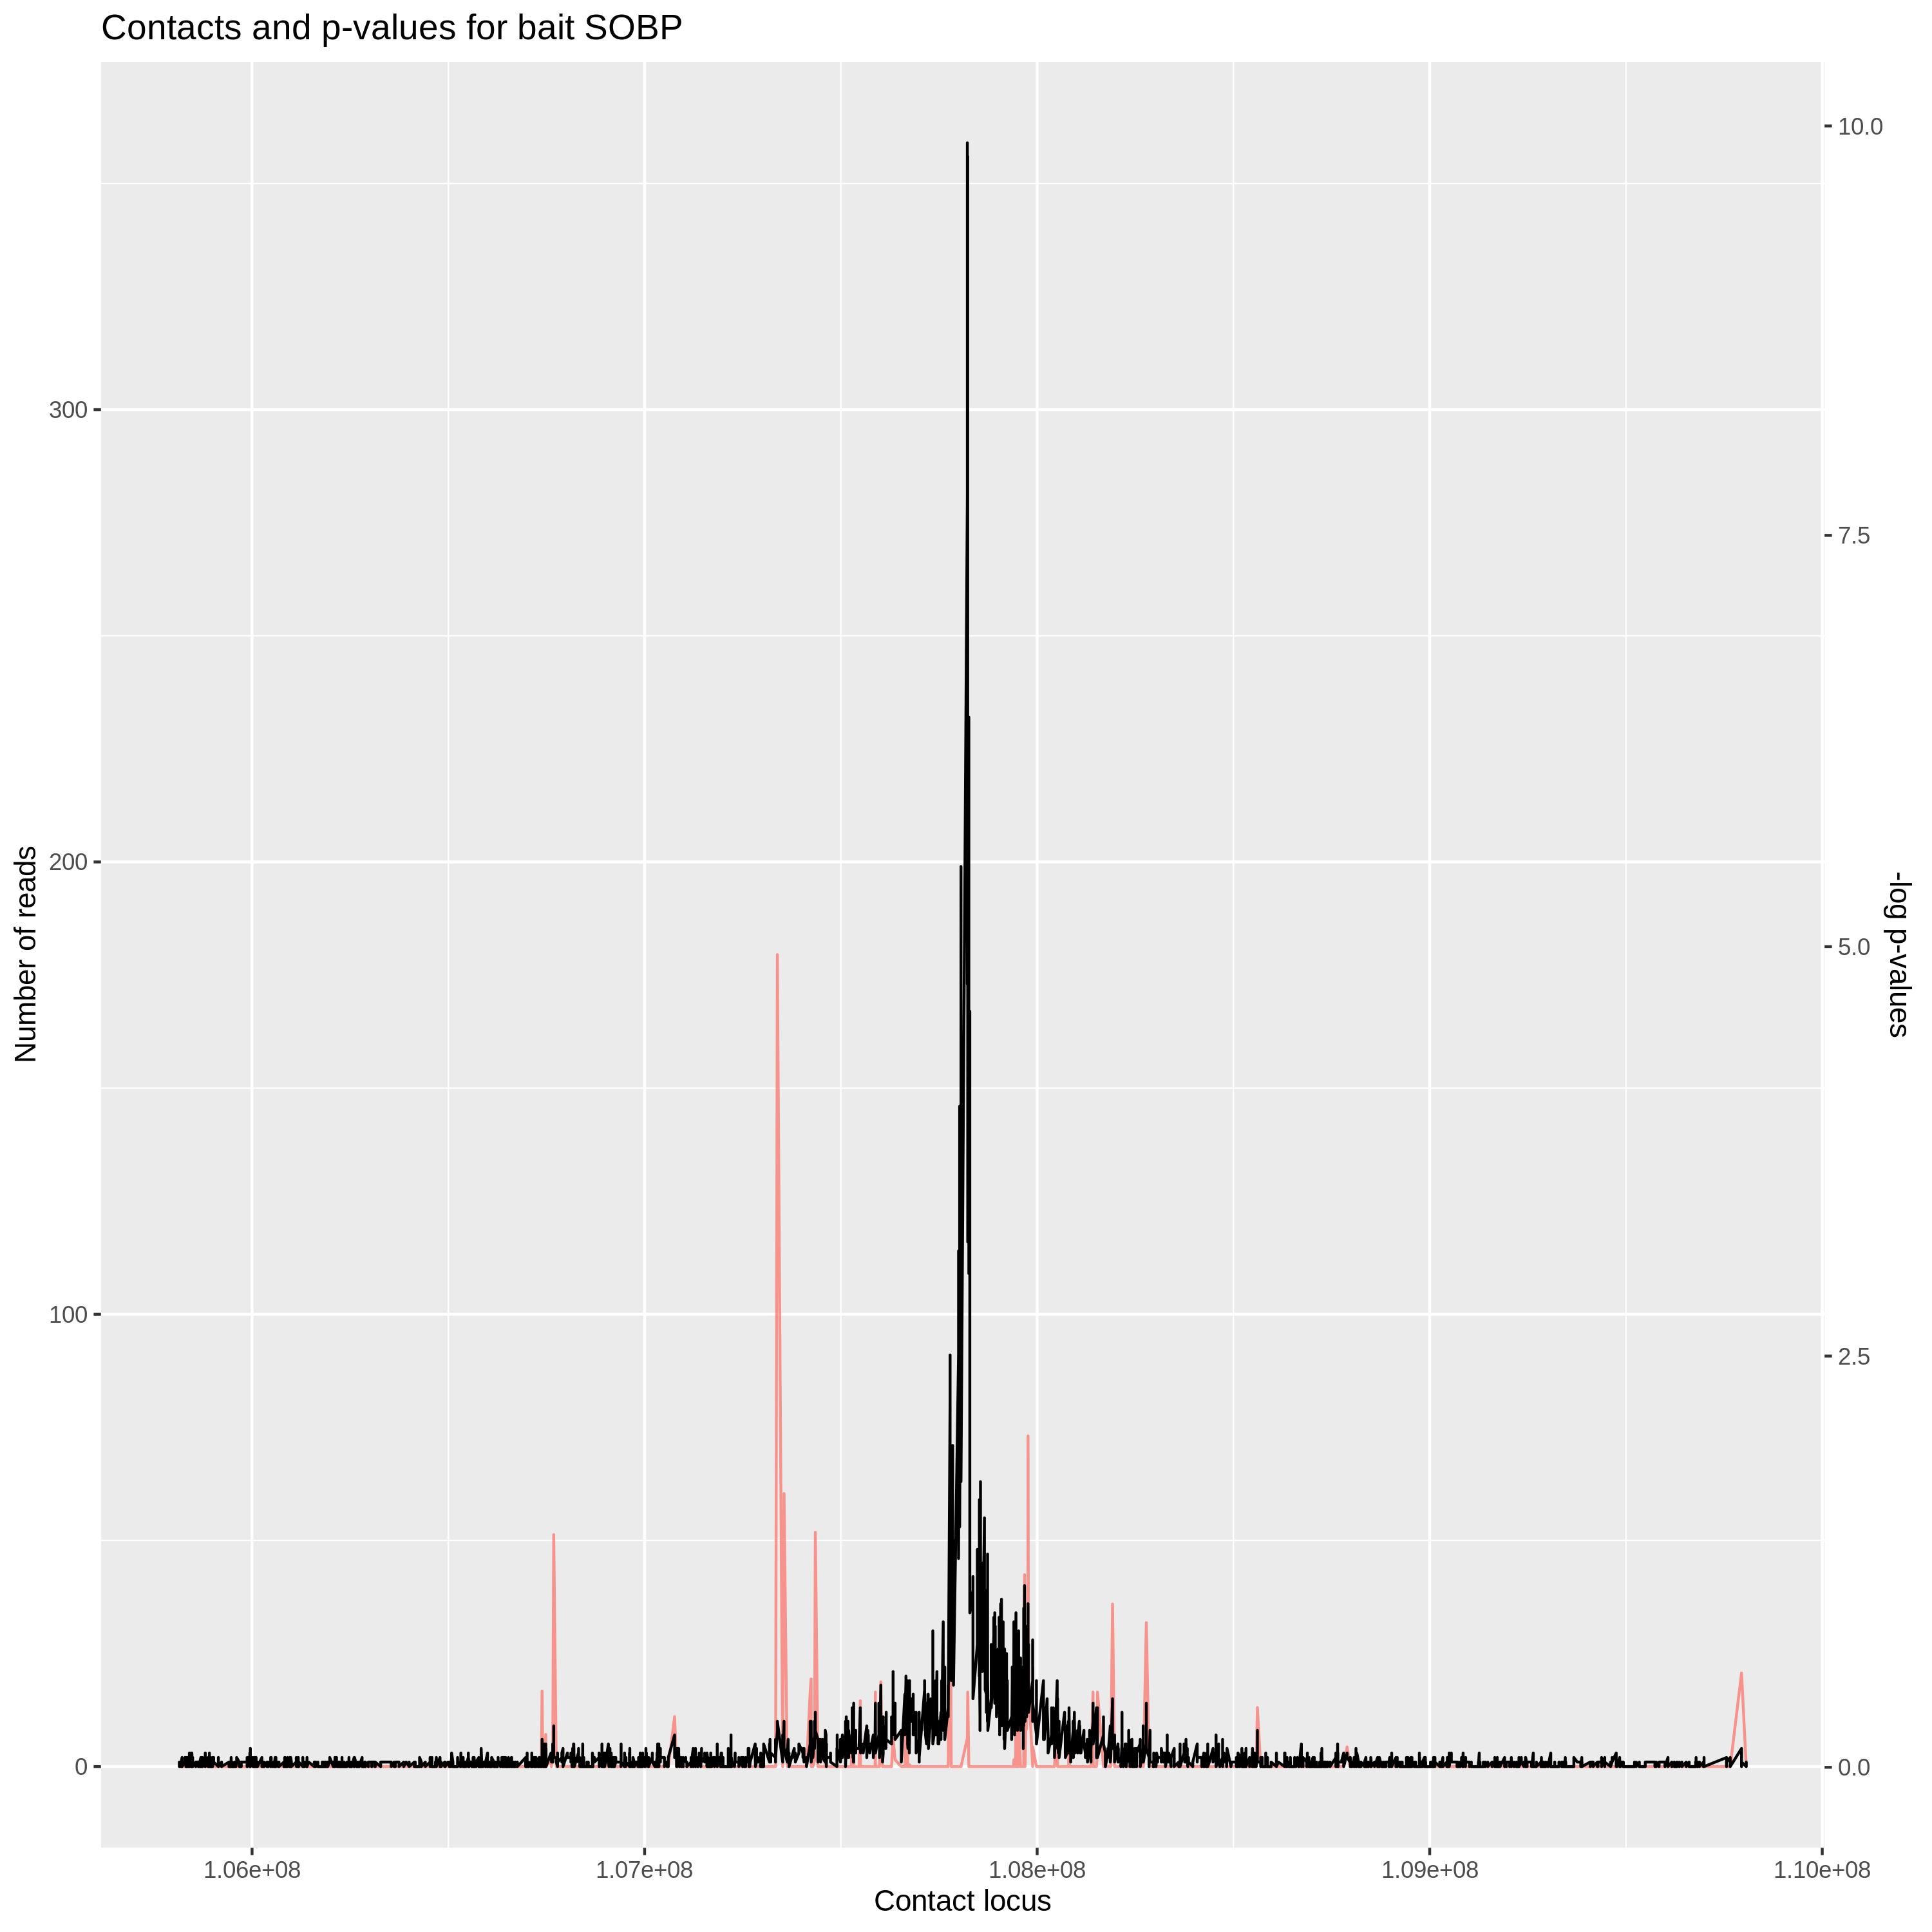 Contacts and p-values for bait SOBP
Number of reads
300
200
100
0
10.0
7.5
5.0
2.5
0.0
-log p-values
1.06e+08
1.07e+08
1.08e+08
1.09e+08
1.10e+08
Contact locus